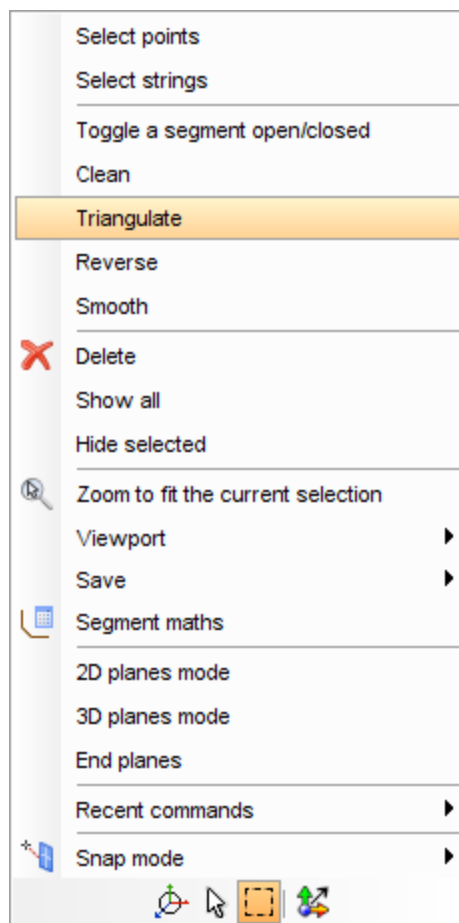 Select points
Select strings
Toggle a segment open/closed
Clean
Triangulate
Reverse
Smooth
Delete
Show all
Hide selected
Zoom to fit the current selection
Viewport
Save
Segment maths
2D planes mode
3D planes mode
End planes
Recent commands
Snap mode